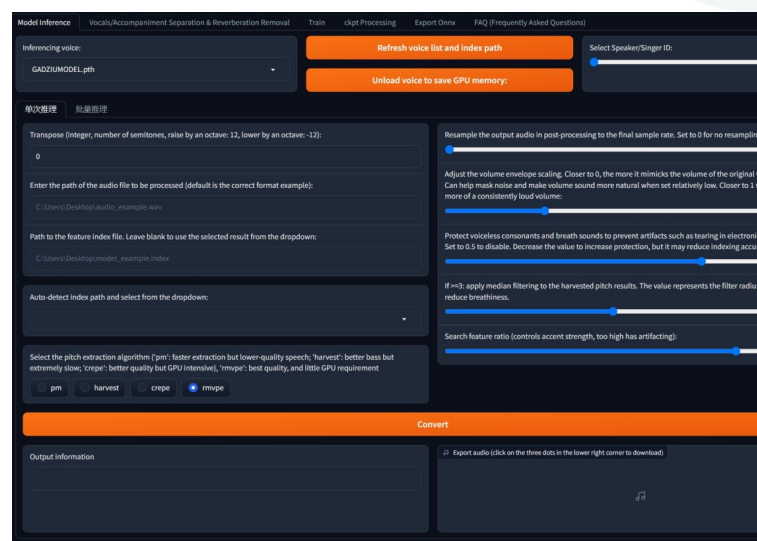 Model Inference
Vocals/Accompaniment Separation & Reverberation Removal
Train
ckpt Processing
Export Onnx
FAQ (Frequently Asked Questions)
Inferencing voice:
GADZIUMODEL.pth
Refresh voice list and index path
Unload voice to save GPU memory:
Select Speaker/Singer ID:
单次推理
批量推理
Transpose (integer, number of semitones, raise by an octave: 12, lower by an octave: -12):
0
Enter the path of the audio file to be processed (default is the correct format example):
C:\Users\Desktop\audio_example.wav
Path to the feature index file. Leave blank to use the selected result from the dropdown:
C:\Users\Desktop\model_example.index
Auto-detect index path and select from the dropdown:
Select the pitch extraction algorithm ('pm': faster extraction but lower-quality speech; 'harvest': better bass but
extremely slow; 'crepe': better quality but GPU intensive), 'rmvpe': best quality, and little GPU requirement
pm
harvest
crepe
rmvpe
Resample the output audio in post-processing to the final sample rate. Set to 0 for no resamplin
Adjust the volume envelope scaling. Closer to 0, the more it mimicks the volume of the original
Can help mask noise and make volume sound more natural when set relatively low. Closer to 1
more of a consistently loud volume:
Protect voiceless consonants and breath sounds to prevent artifacts such as tearing in electroni
Set to 0.5 to disable. Decrease the value to increase protection, but it may reduce indexing accu
If >=3: apply median filtering to the harvested pitch results. The value represents the filter radiu
reduce breathiness.
Search feature ratio (controls accent strength, too high has artifacting):
Convert
Output information
Export audio (click on the three dots in the lower right corner to download)